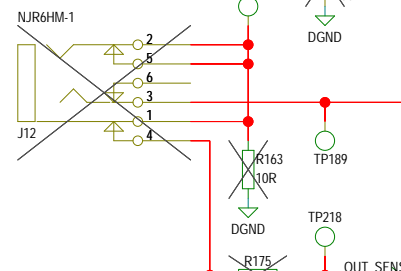 NJR6HM-1
DGND
2
5
6
3
1
4
J12
R163
10R
TP189
DGND
TP218
R175
OUT_SENS